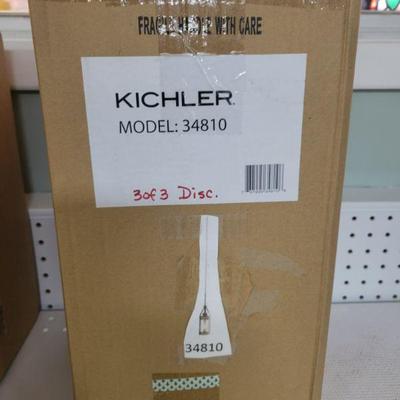 FRAGILE HANDLE WITH CARE
KICHLER
MODEL: 34810
3 of 3 Disc.
34810